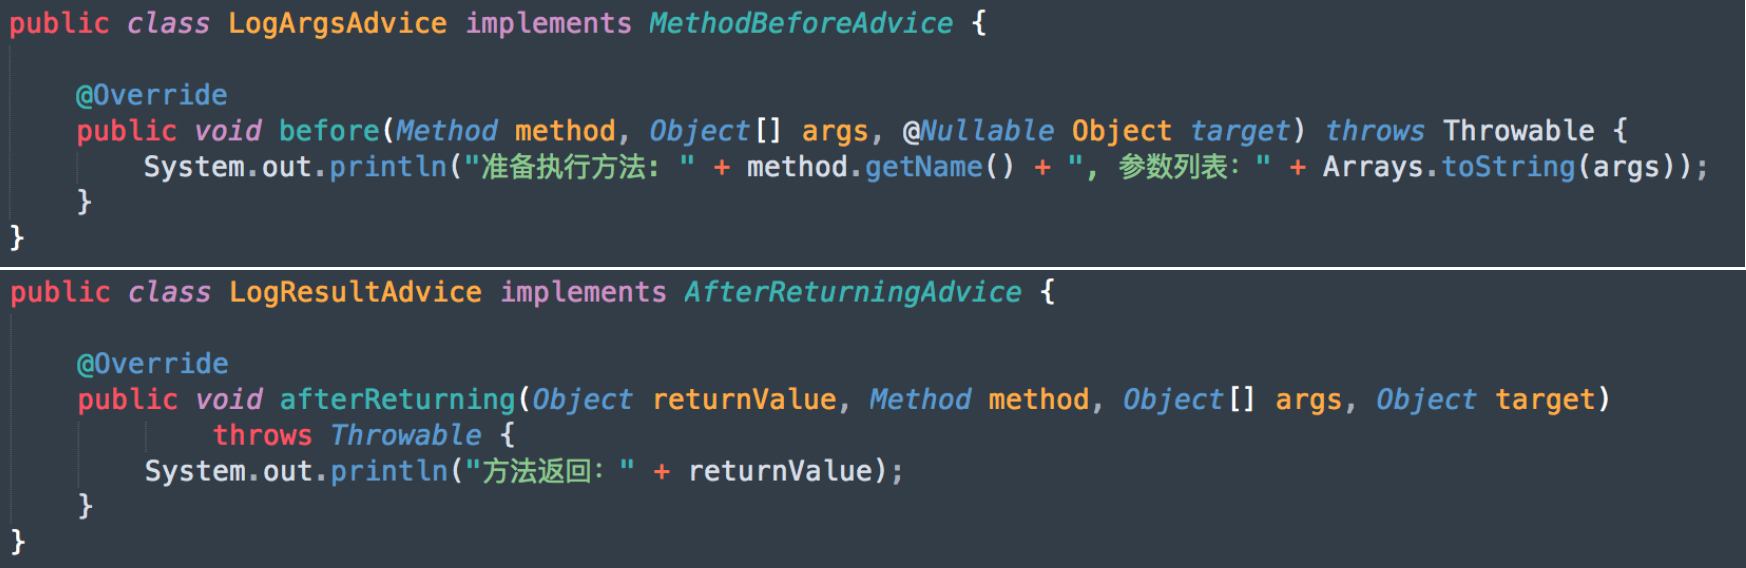 public class LogArgsAdvice implements MethodBeforeAdvice {
@Override
public void before(Method method, Object[] args, @Nullable Object target) throws Throwable {
System.out.println("准备执行方法: " + method.getName() + ", 参数列表：" + Arrays.toString(args));
}
}
public class LogResultAdvice implements AfterReturningAdvice {
@Override
public void afterReturning(Object returnValue, Method method, Object[] args, Object target)
throws Throwable {
System.out.println("方法返回：" + returnValue);
}
}